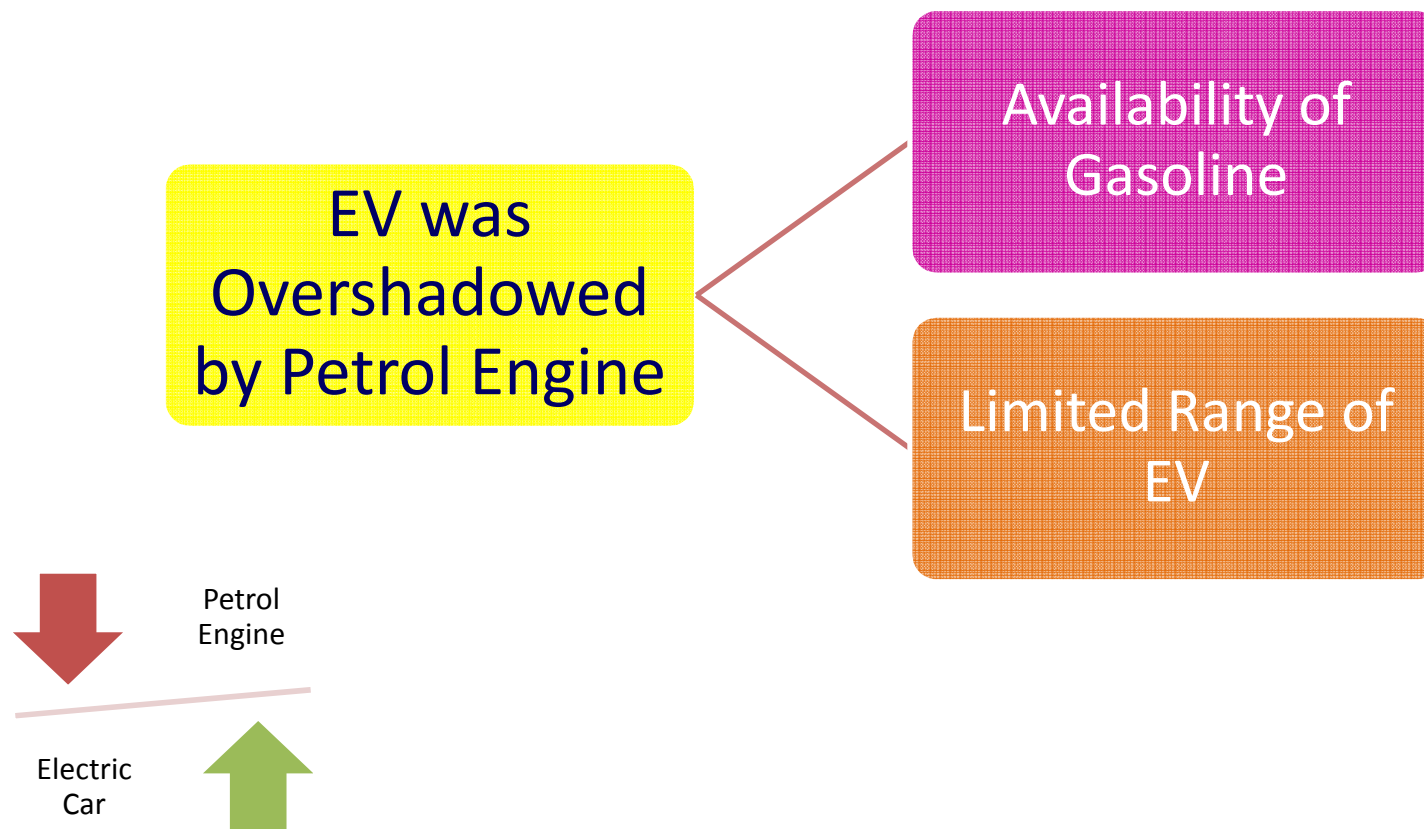 EV was
Overshadowed
by Petrol Engine
Availability of
Gasoline
Limited Range of
EV
Petrol
Engine
Electric
Car